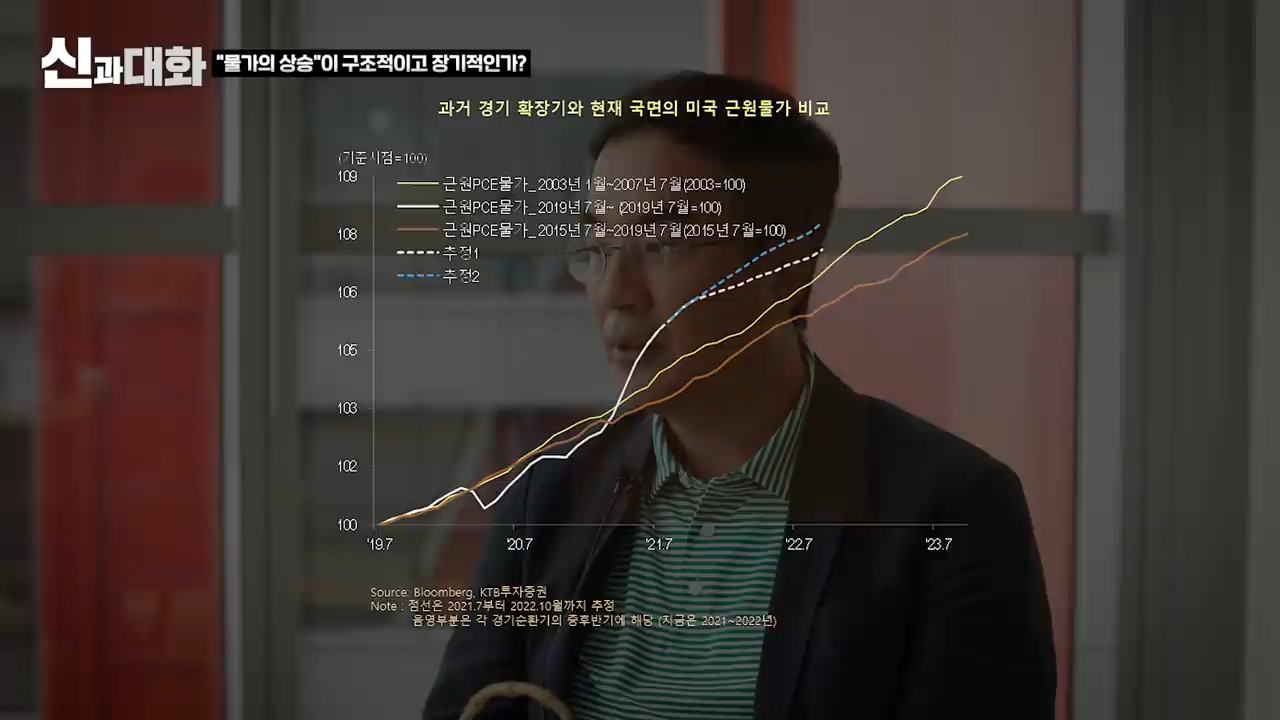 신과대화 "물가의 상승"이 구조적이고 장기적인가?
과거 경기 확장기와 현재 국면의 미국 근원물가 비교
(기준시점=100)
109
108
106
105
103
102
100
근원PCE물가_2003년 1월~2007년 7월(2003=100)
근원PCE물가_2019년 7월~ (2019년 7월=100)
근원PCE물가_2015년 7월~2019년 7월(2015년 7월=100)
추정1
추정2
'19.7 '20.7 '21.7 '22.7 '23.7
Source: Bloomberg, KTB투자증권
Note : 점선은 2021.7부터 2022.10월까지 추정
음영부분은 각 경기순환기의 중후반기에 해당 (지금은 2021~2022년)